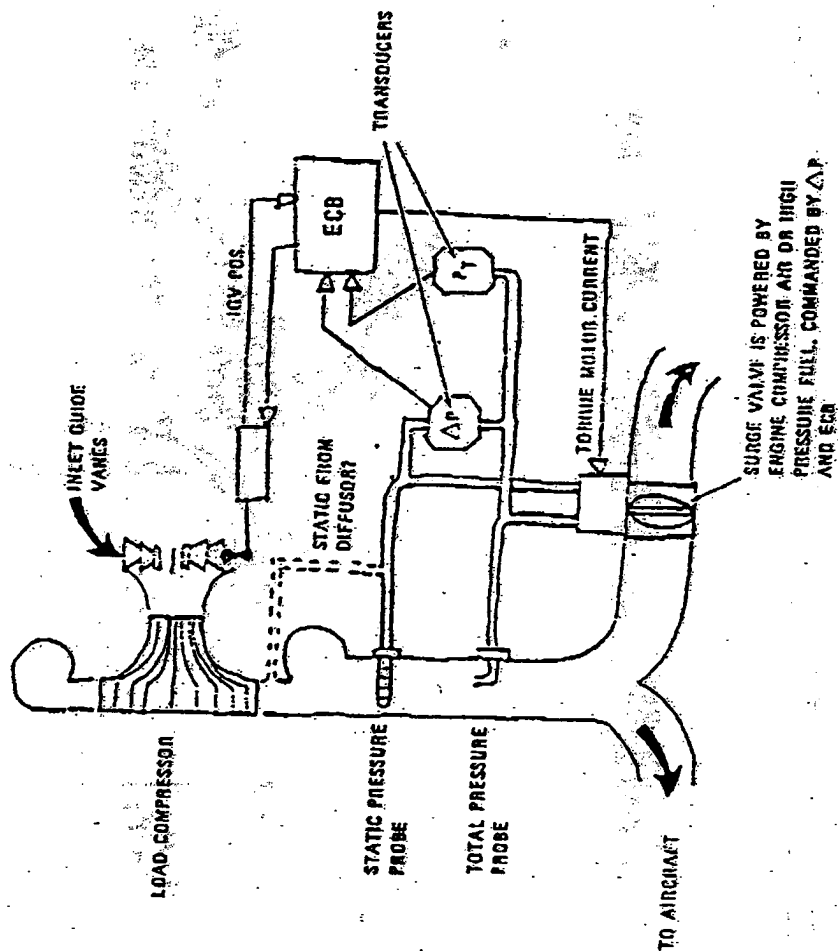 INLET GUIDE
VANES
IGV POS.
ECB
TRANSDUCERS
LOAD COMPRESSOR
STATIC FROM
DIFFUSOR?
ΔP
PT
STATIC PRESSURE
PROBE
TOTAL PRESSURE
PROBE
TORQUE MOTOR CURRENT
TO AIRCRAFT
SURGE VALVE IS POWERED BY
ENGINE COMPRESSOR AIR OR HIGH
PRESSURE FUEL. COMMANDED BY ΔP
AND ECB